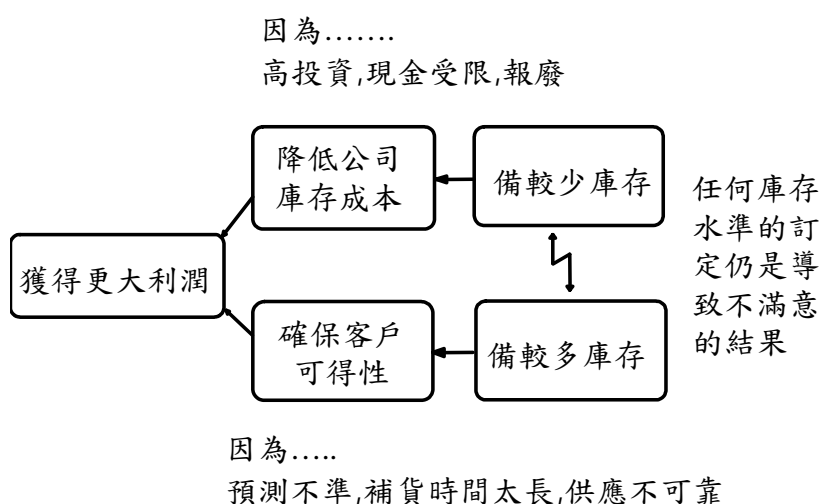 因為.......
高投資,現金受限,報廢
降低公司
庫存成本
備較少庫存
獲得更大利潤
確保客戶
可得性
備較多庫存
任何庫存
水準的訂
定仍是導
致不滿意
的結果
因為.....
預測不準,補貨時間太長,供應不可靠